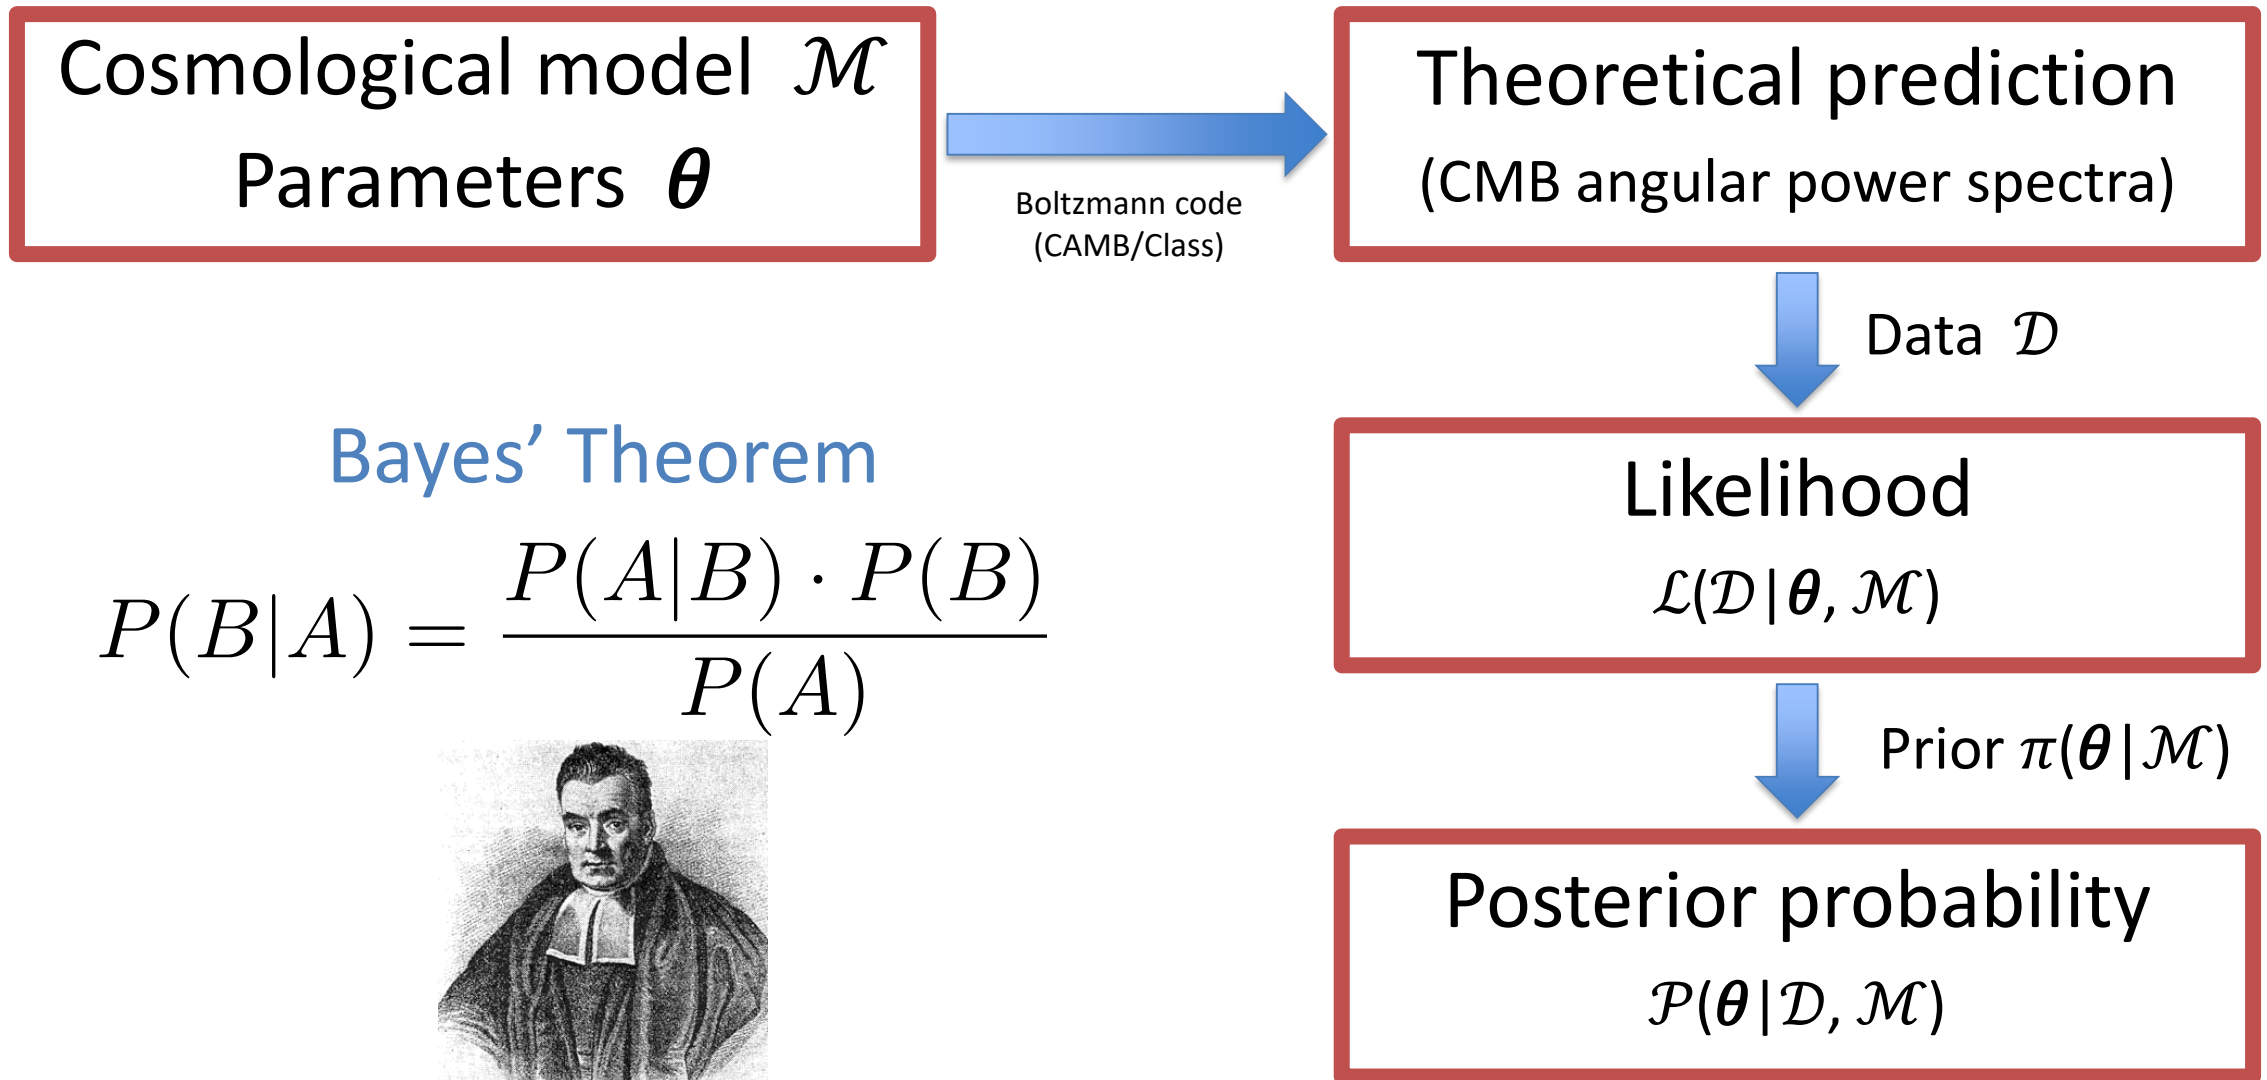 Cosmological model ℳ
Parameters 𝜽
Boltzmann code
(CAMB/Class)
Theoretical prediction
(CMB angular power spectra)
Data 𝒟
Likelihood
ℒ(𝒟|𝜽, ℳ)
Prior π(𝜽|ℳ)
Posterior probability
𝒫(𝜽|𝒟, ℳ)
Bayes’ Theorem
P(B|A) = P(A|B) · P(B) / P(A)